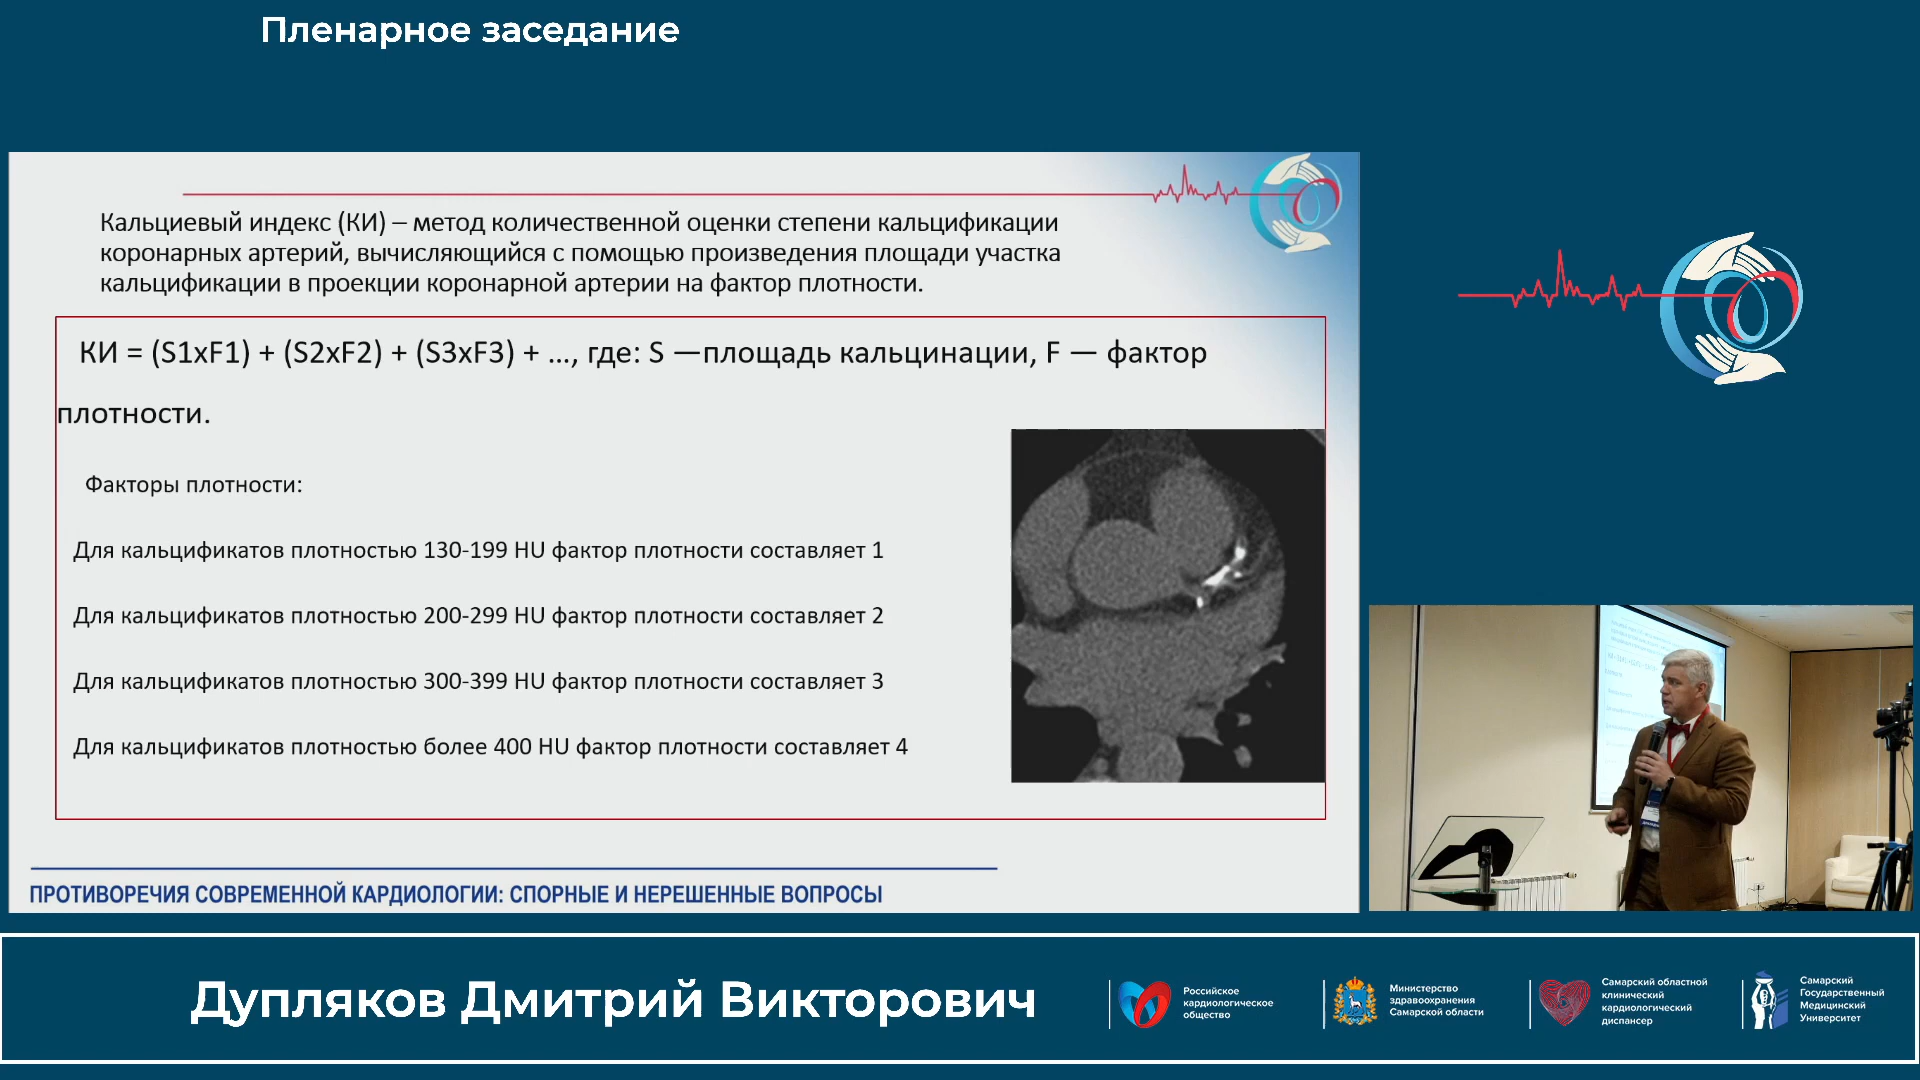 Пленарное заседание
Кальциевый индекс (КИ) – метод количественной оценки степени кальцификации
коронарных артерий, вычисляющийся с помощью произведения площади участка
кальцификации в проекции коронарной артерии на фактор плотности.
КИ = (S1xF1) + (S2xF2) + (S3xF3) + ..., где: S —площадь кальцинации, F — фактор
плотности.
Факторы плотности:
Для кальцификатов плотностью 130-199 HU фактор плотности составляет 1
Для кальцификатов плотностью 200-299 HU фактор плотности составляет 2
Для кальцификатов плотностью 300-399 HU фактор плотности составляет 3
Для кальцификатов плотностью более 400 HU фактор плотности составляет 4
ПРОТИВОРЕЧИЯ СОВРЕМЕННОЙ КАРДИОЛОГИИ: СПОРНЫЕ И НЕРЕШЕННЫЕ ВОПРОСЫ
Дупляков Дмитрий Викторович
Российское
кардиологическое
общество
Министерство
здравоохранения
Самарской области
Самарский областной
клинический
кардиологический
диспансер
Самарский
Государственный
Медицинский
Университет